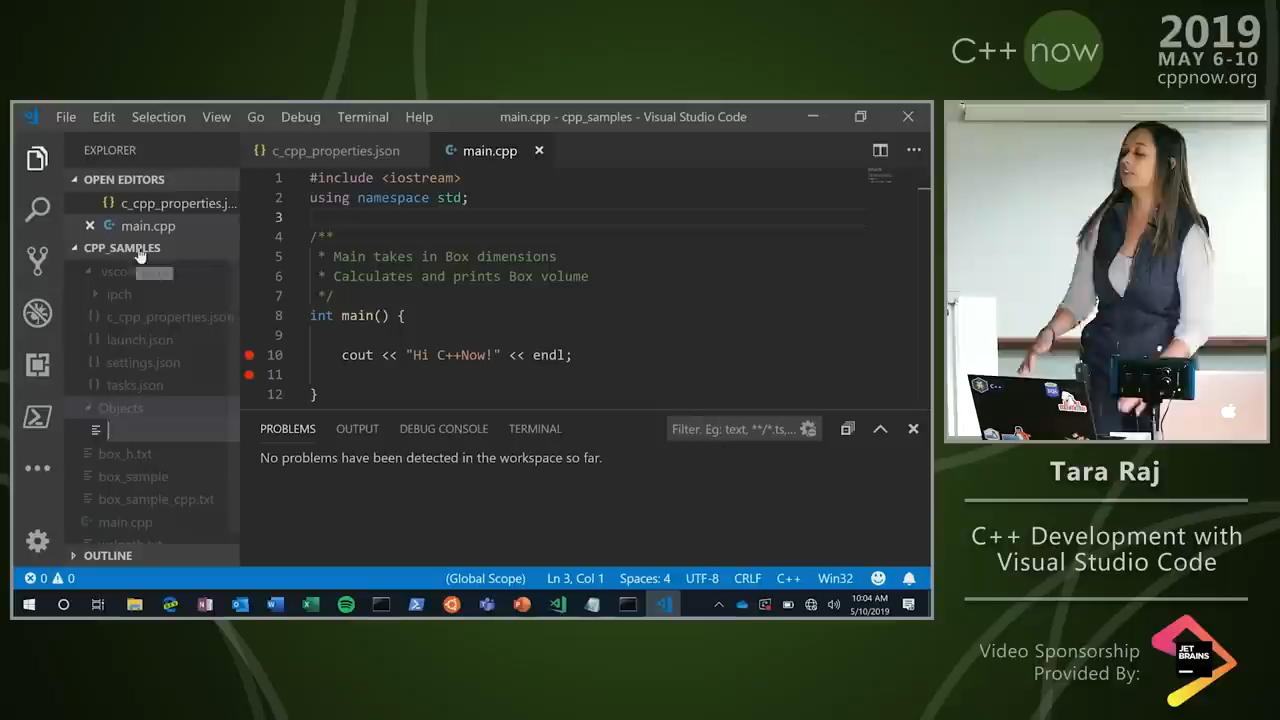 C++ now
2019
MAY 6-10
cppnow.org
File Edit Selection View Go Debug Terminal Help
main.cpp - cpp_samples - Visual Studio Code
EXPLORER
OPEN EDITORS
c_cpp_properties.j...
main.cpp
CPP_SAMPLES
ipch
c_cpp_properties.json
launch.json
settings.json
tasks.json
Objects
box_h.txt
box_sample
box_sample_cpp.txt
main.cpp
OUTLINE
c_cpp_properties.json
main.cpp
1 #include <iostream>
2 using namespace std;
3
4 /**
5 * Main takes in Box dimensions
6 * Calculates and prints Box volume
7 */
8 int main() {
9
10 cout << "Hi C++Now!" << endl;
11
12 }
PROBLEMS OUTPUT DEBUG CONSOLE TERMINAL
Filter. Eg: text, **/*.ts,...
No problems have been detected in the workspace so far.
0 0
(Global Scope) Ln 3, Col 1 Spaces: 4 UTF-8 CRLF C++ Win32
10:04 AM
5/10/2019
Tara Raj
C++ Development with
Visual Studio Code
Video Sponsorship
Provided By:
JET
BRAINS